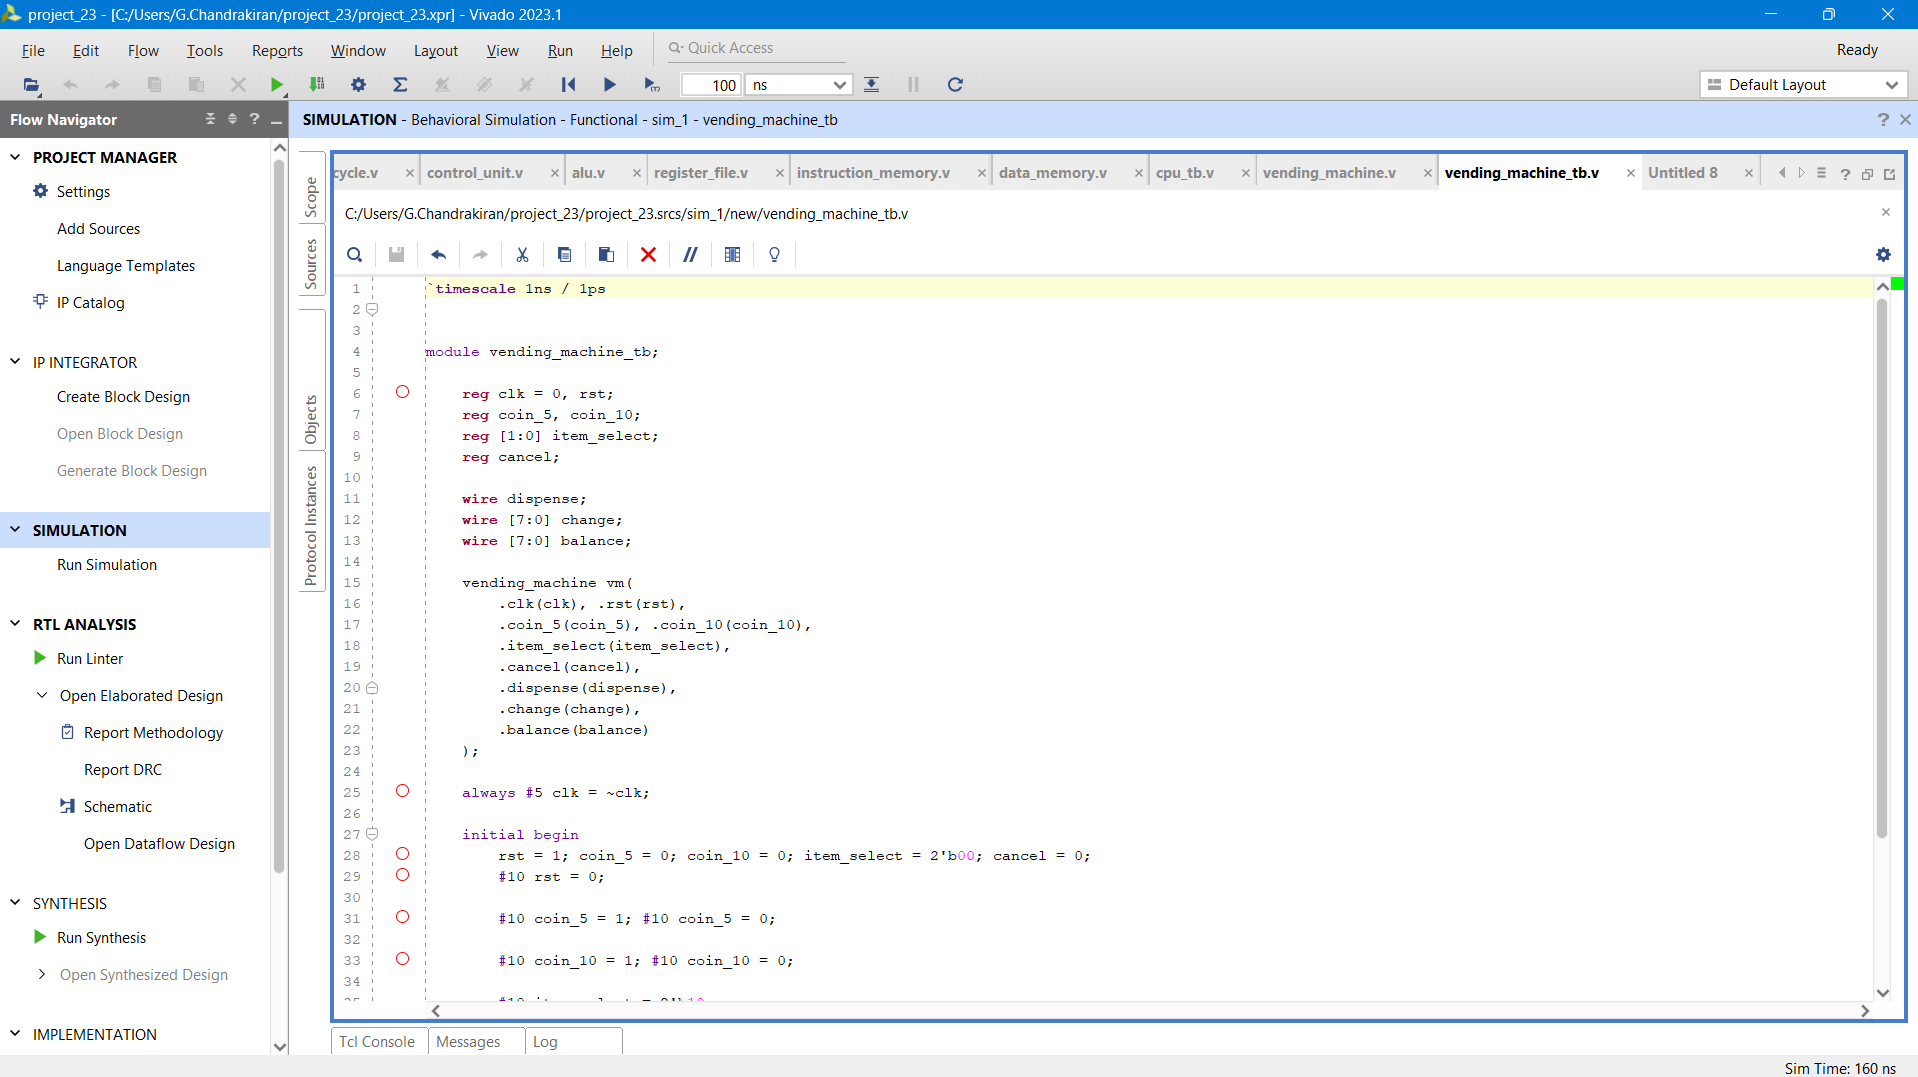 project_23 - [C:/Users/G.Chandrakiran/project_23/project_23.xpr] - Vivado 2023.1
File Edit Flow Tools Reports Window Layout View Run Help Quick Access Ready
100 ns Default Layout
Flow Navigator ? SIMULATION - Behavioral Simulation - Functional - sim_1 - vending_machine_tb
PROJECT MANAGER
Settings
Add Sources
Language Templates
IP Catalog
IP INTEGRATOR
Create Block Design
Open Block Design
Generate Block Design
SIMULATION
Run Simulation
RTL ANALYSIS
Run Linter
Open Elaborated Design
Report Methodology
Report DRC
Schematic
Open Dataflow Design
SYNTHESIS
Run Synthesis
Open Synthesized Design
IMPLEMENTATION
Scope
Sources
Objects
Protocol Instances
cycle.v control_unit.v alu.v register_file.v instruction_memory.v data_memory.v cpu_tb.v vending_machine.v vending_machine_tb.v Untitled 8
C:/Users/G.Chandrakiran/project_23/project_23.srcs/sim_1/new/vending_machine_tb.v
1 `timescale 1ns / 1ps
2
3
4 module vending_machine_tb;
5
6 reg clk = 0, rst;
7 reg coin_5, coin_10;
8 reg [1:0] item_select;
9 reg cancel;
10
11 wire dispense;
12 wire [7:0] change;
13 wire [7:0] balance;
14
15 vending_machine vm(
16 .clk(clk), .rst(rst),
17 .coin_5(coin_5), .coin_10(coin_10),
18 .item_select(item_select),
19 .cancel(cancel),
20 .dispense(dispense),
21 .change(change),
22 .balance(balance)
23 );
24
25 always #5 clk = ~clk;
26
27 initial begin
28 rst = 1; coin_5 = 0; coin_10 = 0; item_select = 2'b00; cancel = 0;
29 #10 rst = 0;
30
31 #10 coin_5 = 1; #10 coin_5 = 0;
32
33 #10 coin_10 = 1; #10 coin_10 = 0;
34
Tcl Console Messages Log
Sim Time: 160 ns